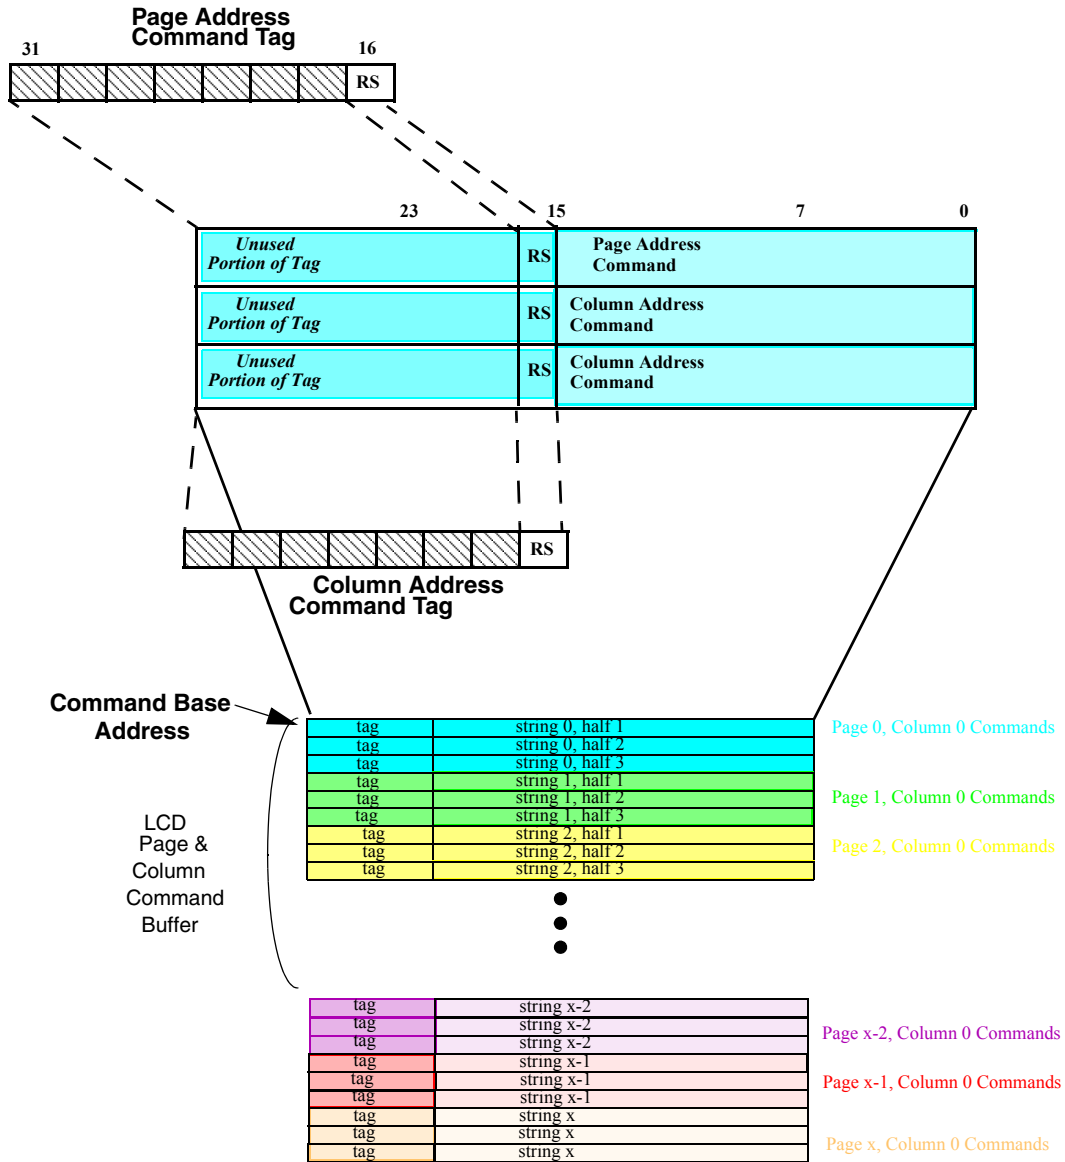 Page Address
Command Tag
31 16
RS
23 15 7 0
Unused
Portion of Tag
RS
Page Address
Command
Unused
Portion of Tag
RS
Column Address
Command
Unused
Portion of Tag
RS
Column Address
Command
RS
Column Address
Command Tag
Command Base
Address
LCD
Page &
Column
Command
Buffer
tag string 0, half 1
tag string 0, half 2
tag string 0, half 3
Page 0, Column 0 Commands
tag string 1, half 1
tag string 1, half 2
tag string 1, half 3
Page 1, Column 0 Commands
tag string 2, half 1
tag string 2, half 2
tag string 2, half 3
Page 2, Column 0 Commands
tag string x-2
tag string x-2
tag string x-2
Page x-2, Column 0 Commands
tag string x-1
tag string x-1
tag string x-1
Page x-1, Column 0 Commands
tag string x
tag string x
tag string x
Page x, Column 0 Commands